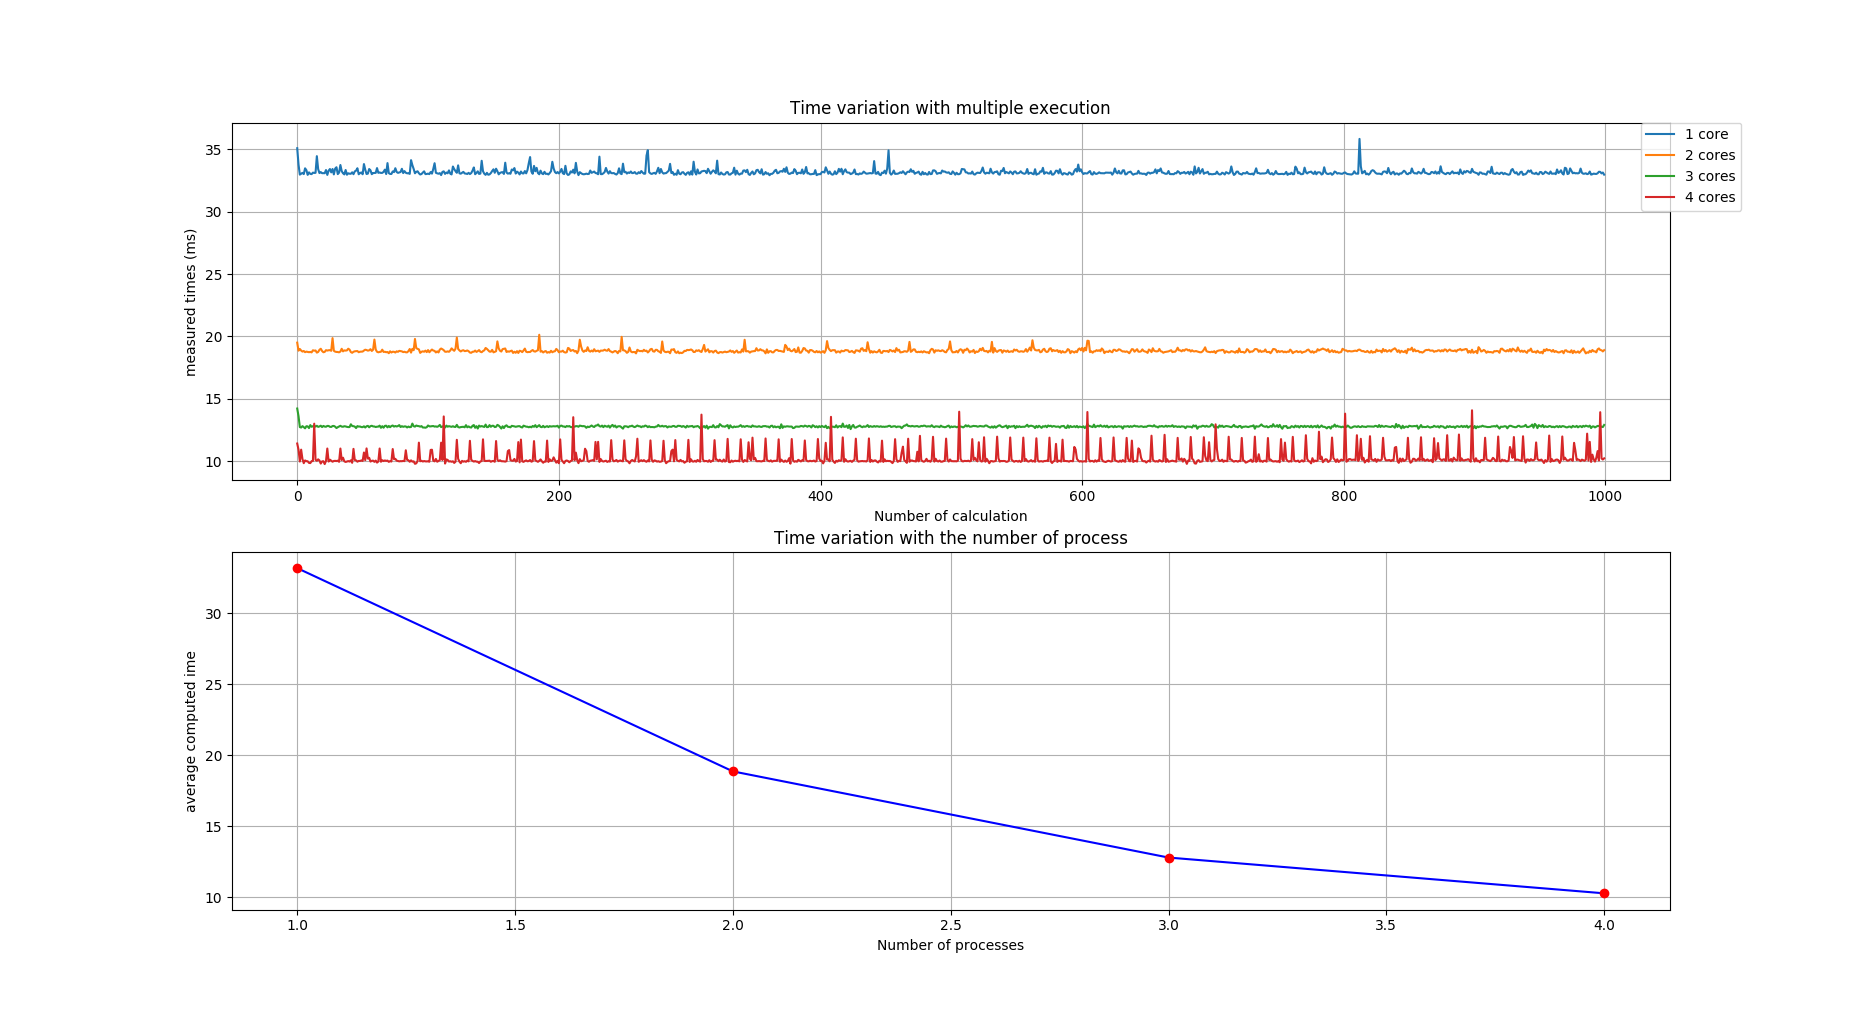 Time variation with multiple execution
1 core
2 cores
3 cores
4 cores
measured times (ms)
35
30
25
20
15
10
0 200 400 600 800 1000
Number of calculation
Time variation with the number of process
average computed ime
30
25
20
15
10
1.0 1.5 2.0 2.5 3.0 3.5 4.0
Number of processes